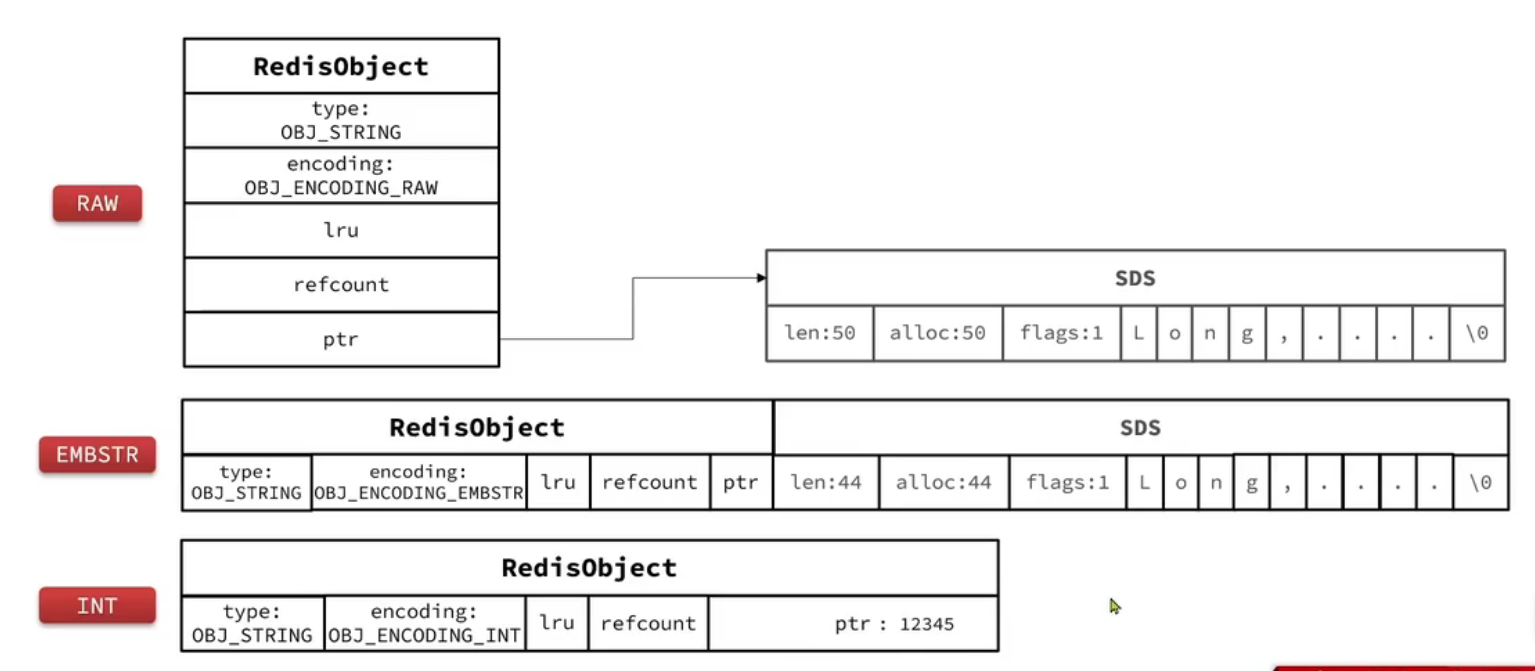 RAW
RedisObject
type:
OBJ_STRING
encoding:
OBJ_ENCODING_RAW
lru
refcount
ptr
SDS
len:50 alloc:50 flags:1 L o n g , . . . . \0
EMBSTR
RedisObject SDS
type:
OBJ_STRING
encoding:
OBJ_ENCODING_EMBSTR
lru refcount ptr len:44 alloc:44 flags:1 L o n g , . . . . \0
INT
RedisObject
type:
OBJ_STRING
encoding:
OBJ_ENCODING_INT
lru refcount ptr : 12345